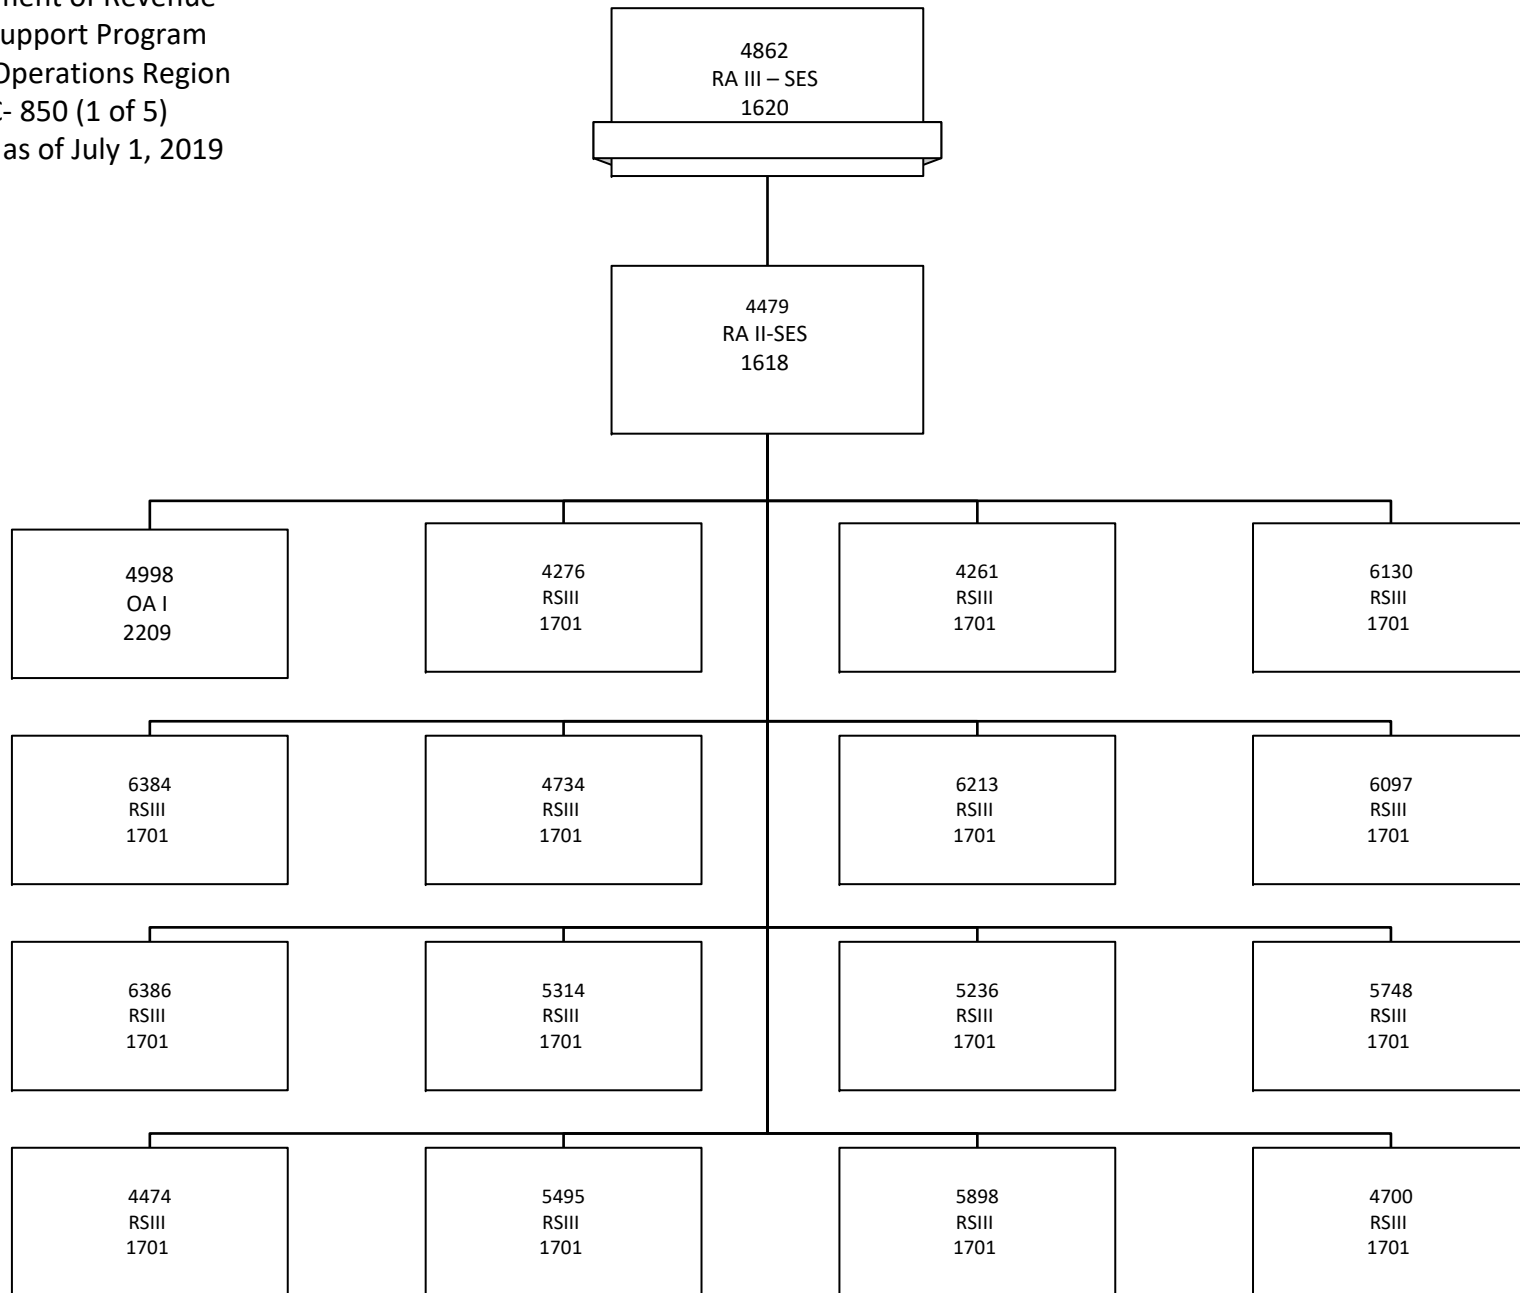 of Revenue
Support Program
Operations Region
850 (1 of 5)
as of July 1, 2019
4862
RA III – SES
1620
4479
RA II-SES
1618
4998
OA I
2209
4276
RSIII
1701
4261
RSIII
1701
6130
RSIII
1701
6384
RSIII
1701
4734
RSIII
1701
6213
RSIII
1701
6097
RSIII
1701
6386
RSIII
1701
5314
RSIII
1701
5236
RSIII
1701
5748
RSIII
1701
4474
RSIII
1701
5495
RSIII
1701
5898
RSIII
1701
4700
RSIII
1701